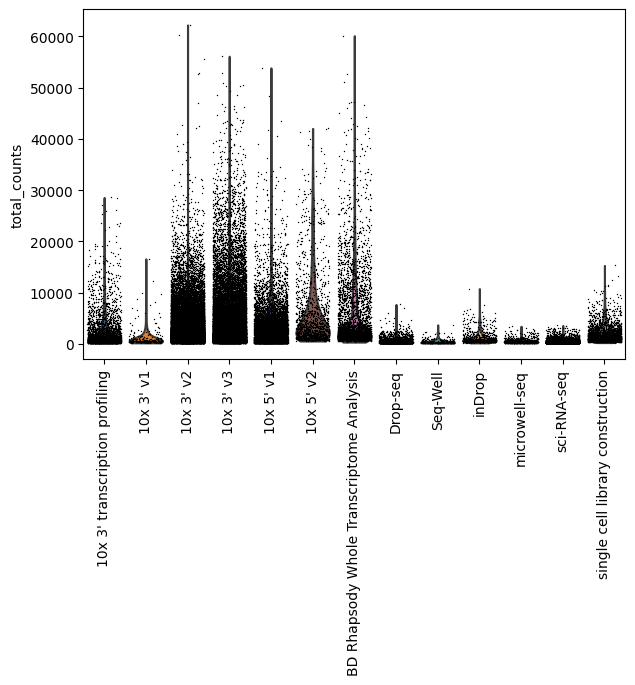 total_counts
60000
50000
40000
30000
20000
10000
0
10x 3' transcription profiling
10x 3' v1
10x 3' v2
10x 3' v3
10x 5' v1
10x 5' v2
BD Rhapsody Whole Transcriptome Analysis
Drop-seq
Seq-Well
inDrop
microwell-seq
sci-RNA-seq
single cell library construction